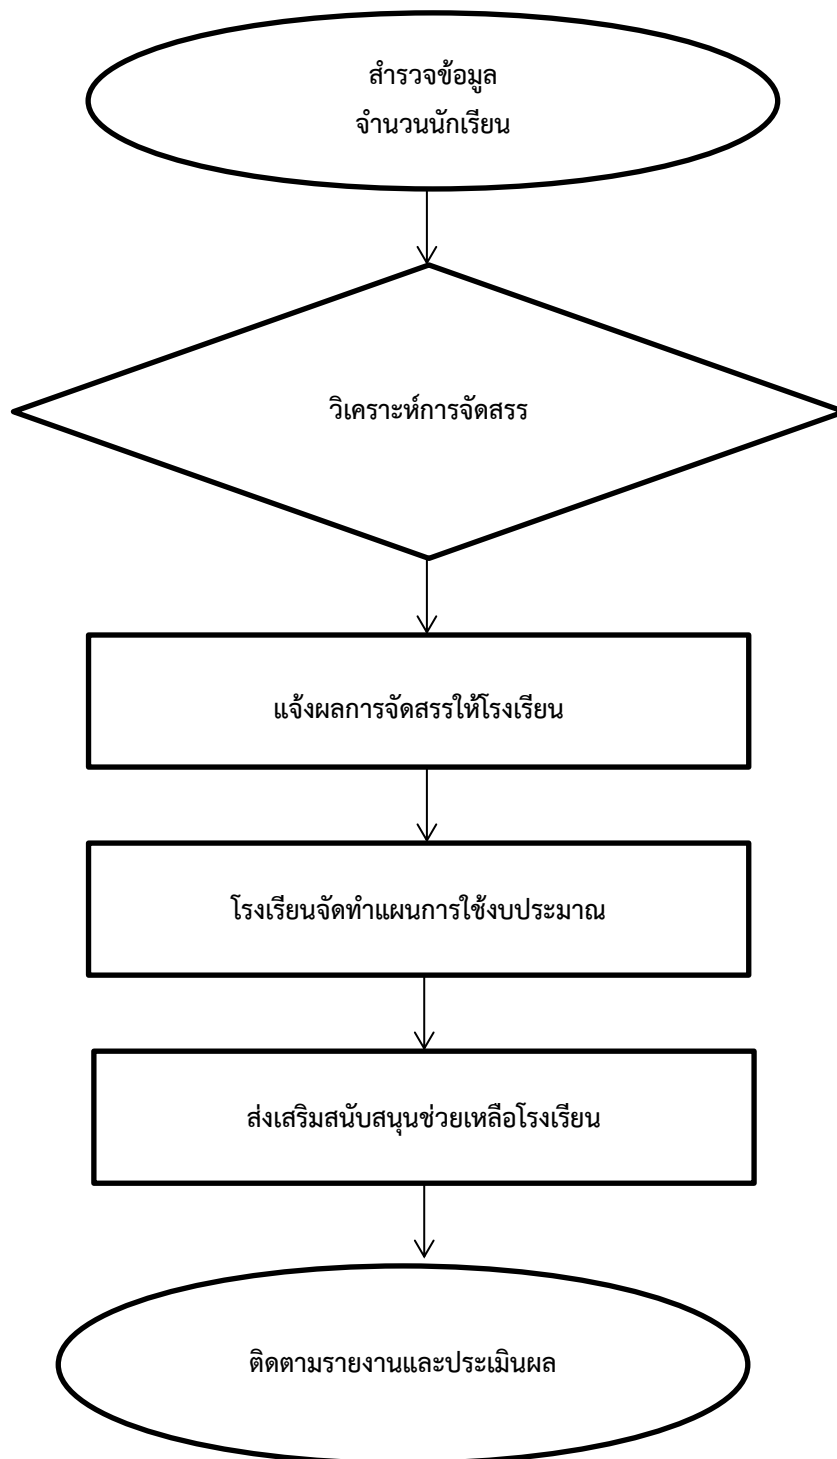 สำรวจข้อมูล
จำนวนนักเรียน
วิเคราะห์การจัดสรร
แจ้งผลการจัดสรรให้โรงเรียน
โรงเรียนจัดทำแผนการใช้งบประมาณ
ส่งเสริมสนับสนุนช่วยเหลือโรงเรียน
ติดตามรายงานและประเมินผล